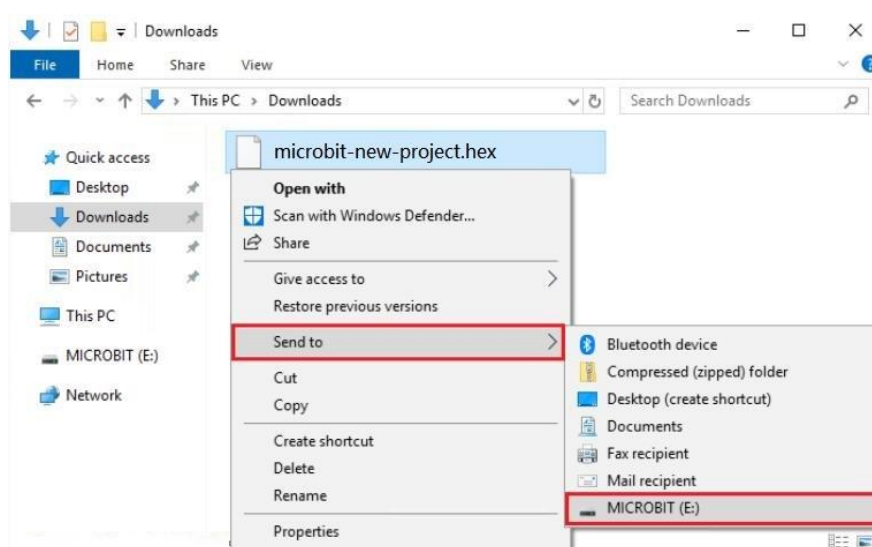 Downloads
File Home Share View
This PC Downloads
Search Downloads
Quick access
Desktop
Downloads
Documents
Pictures
This PC
MICROBIT (E:)
Network
microbit-new-project.hex
Open with
Scan with Windows Defender...
Share
Give access to
Restore previous versions
Send to
Cut
Copy
Create shortcut
Delete
Rename
Properties
Bluetooth device
Compressed (zipped) folder
Desktop (create shortcut)
Documents
Fax recipient
Mail recipient
MICROBIT (E:)